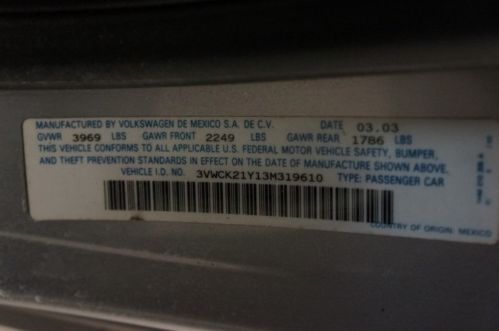 MANUFACTURED BY VOLKSWAGEN DE MEXICO S.A. DE C.V. DATE 03.03
GVWR 3969 LBS GAWR FRONT 2249 LBS GAWR REAR 1786 LBS
THIS VEHICLE CONFORMS TO ALL APPLICABLE U.S. FEDERAL MOTOR VEHICLE SAFETY, BUMPER,
AND THEFT PREVENTION STANDARDS IN EFFECT ON THE DATE OF MANUFACTURE SHOWN ABOVE.
VEHICLE I.D. NO. 3VWCK21Y13M319610 TYPE: PASSENGER CAR
COUNTRY OF ORIGIN: MEXICO